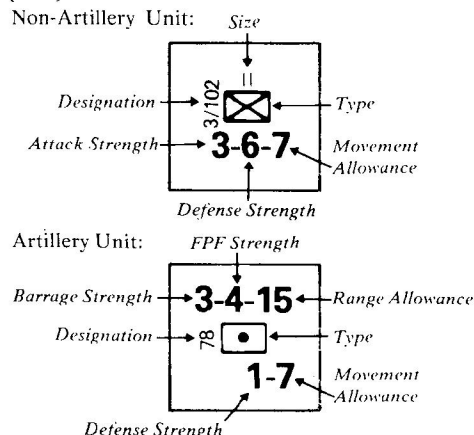 Non-Artillery Unit:
Size
3/102
Designation
Type
Attack Strength
3-6-7
Movement
Allowance
Defense Strength
Artillery Unit:
FPF Strength
Barrage Strength
3-4-15
Range Allowance
Designation
78
Type
1-7
Movement
Allowance
Defense Strength